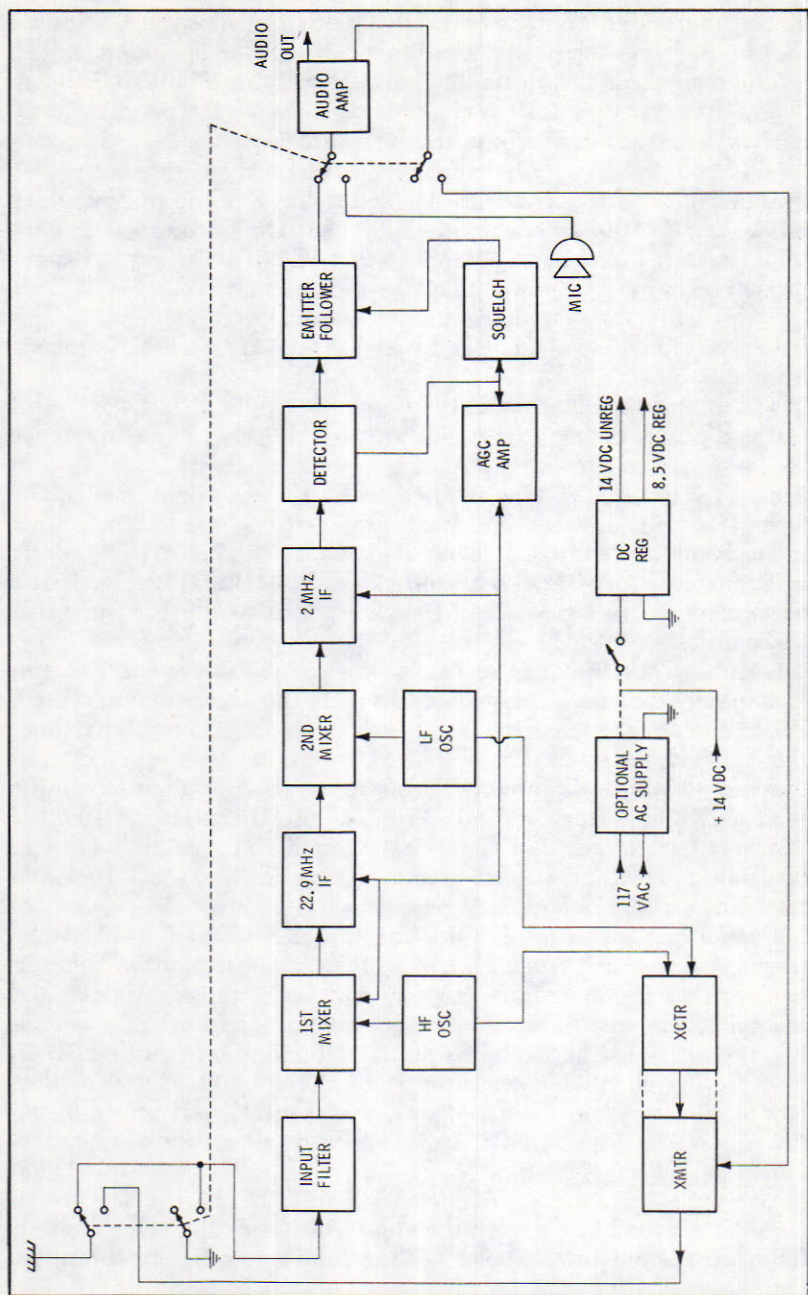 INPUT
FILTER
1ST
MIXER
22.9 MHz
IF
2ND
MIXER
2 MHz
IF
DETECTOR
EMITTER
FOLLOWER
AUDIO
AMP
AUDIO
OUT
HF
OSC
LF
OSC
AGC
AMP
SQUELCH
MIC
XMTR
XCTR
117
VAC
OPTIONAL
AC SUPPLY
+ 14 VDC
DC
REG
14 VDC UNREG
8.5 VDC REG